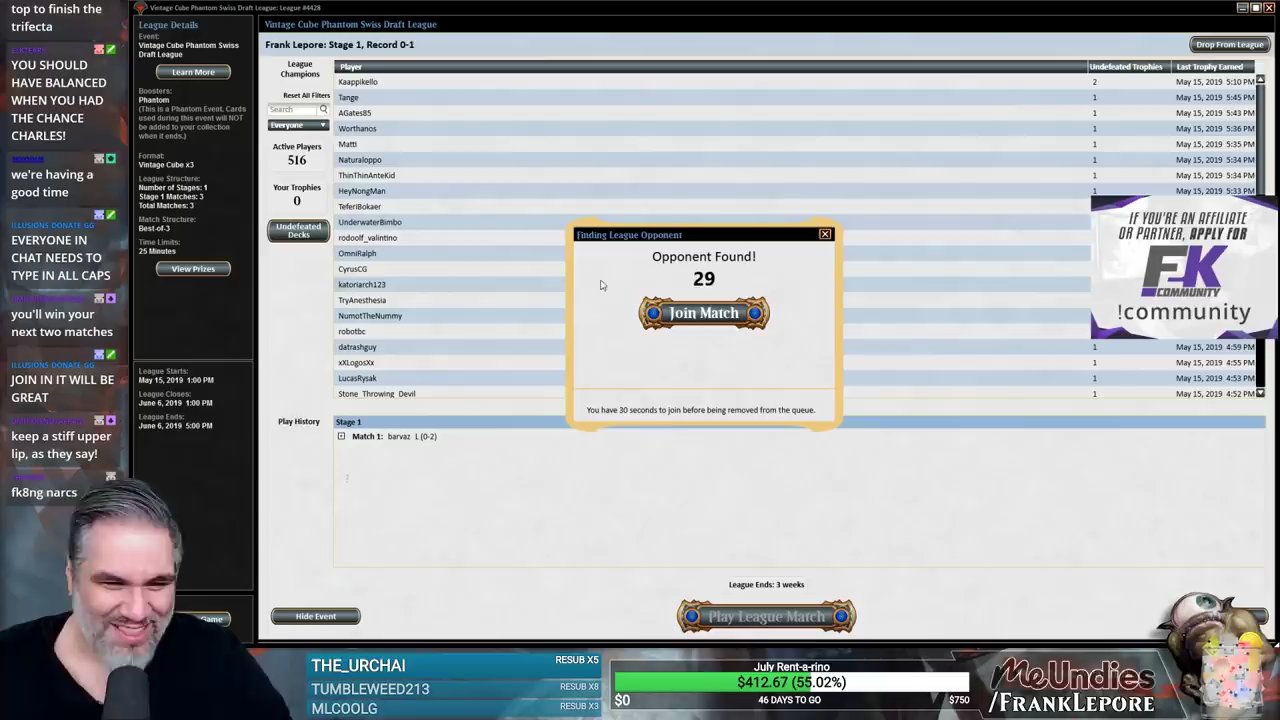 top to finish the
trifecta
YOU SHOULD
HAVE BALANCED
WHEN YOU HAD
THE CHANCE
CHARLES!
we're having a
good time
ILLUSIONS DONATE GG
EVERYONE IN
CHAT NEEDS TO
TYPE IN ALL CAPS
you'll win your
next two matches
ILLUSIONS DONATE GG
JOIN IN IT WILL BE
GREAT
keep a stiff upper
lip, as they say!
fk8ng narcs
Vintage Cube Phantom Swiss Draft League: League #4428
League Details
Event:
Vintage Cube Phantom Swiss
Draft League
Learn More
Boosters:
Phantom
(This is a Phantom Event. Cards
used during this event will NOT
be added to your collection
when it ends.)
Format:
Vintage Cube x3
League Structure:
Number of Stages: 1
Stage 1 Matches: 3
Total Matches: 3
Match Structure:
Best-of-3
Time Limits:
25 Minutes
View Prizes
League Starts:
May 15, 2019 1:00 PM
League Closes:
June 6, 2019 1:00 PM
League Ends:
June 6, 2019 5:00 PM
Game
Vintage Cube Phantom Swiss Draft League
Frank Lepore: Stage 1, Record 0-1
Drop From League
League
Champions
Reset All Filters
Search
Everyone
Active Players
516
Your Trophies
0
Undefeated
Decks
Player Undefeated Trophies Last Trophy Earned
Kaappikello 2 May 15, 2019 5:10 PM
Tange 1 May 15, 2019 5:45 PM
AGates85 1 May 15, 2019 5:43 PM
Worthanos 1 May 15, 2019 5:36 PM
MattI 1 May 15, 2019 5:35 PM
Naturaloppo 1 May 15, 2019 5:34 PM
ThinThinAnteKid 1 May 15, 2019 5:34 PM
HeyNongMan 1 May 15, 2019 5:33 PM
TeferiBokaer
UnderwaterBimbo
rodoolf_valintino
OmniRalph
CyrusCG
katoriarch123
TryAnesthesia
NumotTheNummy
robotbc
datrashguy 1 May 15, 2019 4:59 PM
xXLogosXx 1 May 15, 2019 4:55 PM
LucasRysak 1 May 15, 2019 4:53 PM
Stone_Throwing_Devil 1 May 15, 2019 4:52 PM
Finding League Opponent
Opponent Found!
29
Join Match
You have 30 seconds to join before being removed from the queue.
IF YOU'RE AN AFFILIATE
OR PARTNER, APPLY FOR
FK
COMMUNITY
!community
Play History
Stage 1
Match 1: barvaz L (0-2)
League Ends: 3 weeks
Hide Event
Play League Match
THE_URCHAI RESUB X5
TUMBLEWEED213 RESUB X8
MLCOOLG RESUB X3
July Rent-a-rino
$412.67 (55.02%)
$0 46 DAYS TO GO $750
MeUndies
/FRANKLEPORE